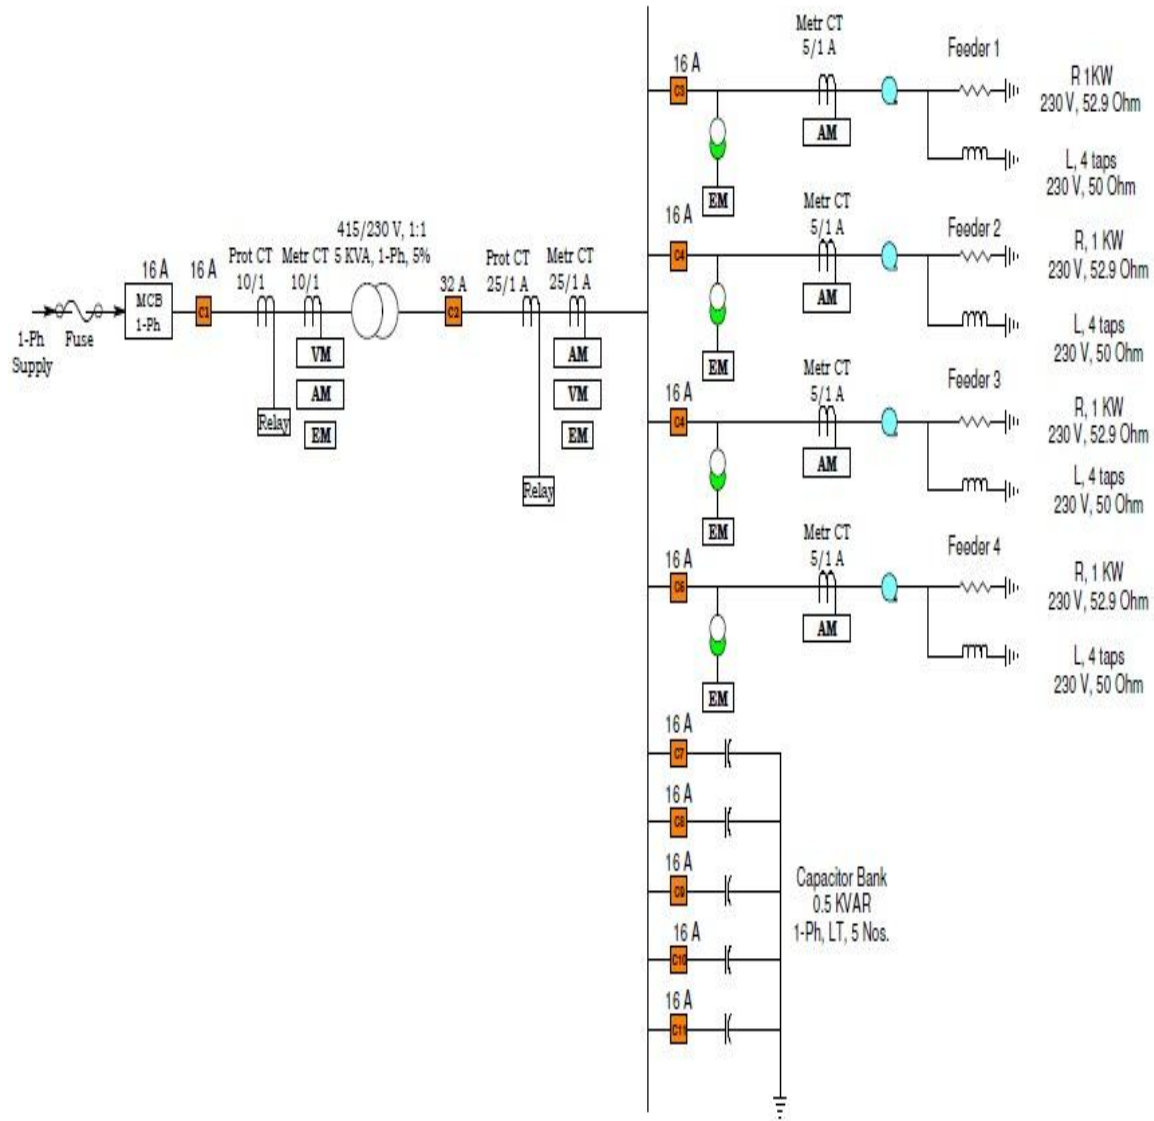 1-Ph
Supply
Fuse
16 A
MCB
1-Ph
16 A
C1
Prot CT
10/1
Relay
Metr CT
10/1
VM
AM
EM
415/230 V, 1:1
5 KVA, 1-Ph, 5%
32 A
C2
Prot CT
25/1 A
Relay
Metr CT
25/1 A
AM
VM
EM
16 A
C3
EM
Metr CT
5/1 A
AM
Feeder 1
R 1KW
230 V, 52.9 Ohm
L, 4 taps
230 V, 50 Ohm
16 A
C4
EM
Metr CT
5/1 A
AM
Feeder 2
R, 1 KW
230 V, 52.9 Ohm
L, 4 taps
230 V, 50 Ohm
16 A
C4
EM
Metr CT
5/1 A
AM
Feeder 3
R, 1 KW
230 V, 52.9 Ohm
L, 4 taps
230 V, 50 Ohm
16 A
EM
Metr CT
5/1 A
AM
Feeder 4
R, 1 KW
230 V, 52.9 Ohm
L, 4 taps
230 V, 50 Ohm
16 A
C7
16 A
C8
16 A
C9
16 A
C10
16 A
C11
Capacitor Bank
0.5 KVAR
1-Ph, LT, 5 Nos.